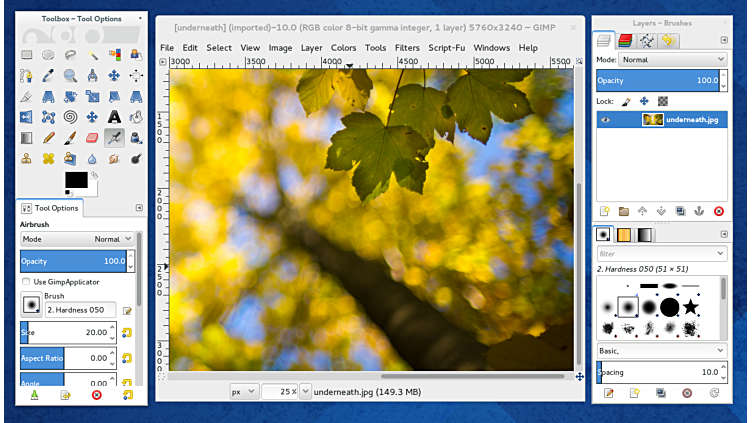 Toolbox - Tool Options
Tool Options
Airbrush
Mode Normal
Opacity 100.0
Use GimpApplicator
Brush
2. Hardness 050
Size 20.00
Aspect Ratio 0.00
Angle 0.00
[underneath] (imported)-10.0 (RGB color 8-bit gamma integer, 1 layer) 5760x3240 – GIMP
File Edit Select View Image Layer Colors Tools Filters Script-Fu Windows Help
3000 3500 4000 4500 5000 5500
1500
2000
2500
3000
px 25% underneath.jpg (149.3 MB)
Layers - Brushes
Mode: Normal
Opacity 100.0
Lock:
underneath.jpg
filter
2. Hardness 050 (51 × 51)
Basic,
Spacing 10.0